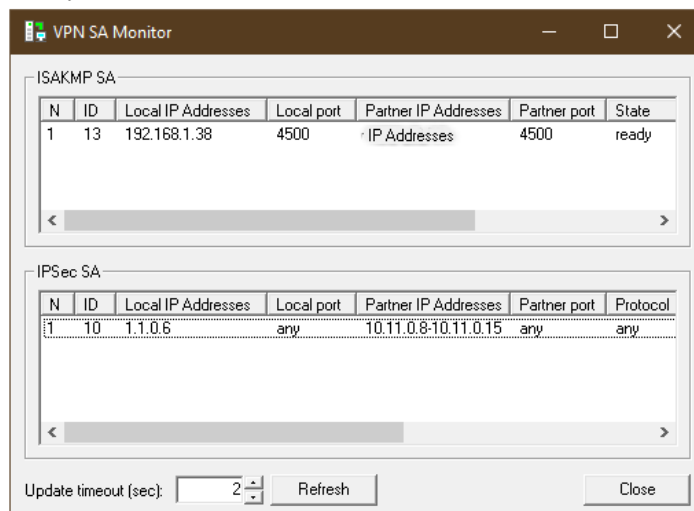 VPN SA Monitor
ISAKMP SA
N ID Local IP Addresses Local port Partner IP Addresses Partner port State
1 13 192.168.1.38 4500 IP Addresses 4500 ready
IPSec SA
N ID Local IP Addresses Local port Partner IP Addresses Partner port Protocol
1 10 1.1.0.6 any 10.11.0.8-10.11.0.15 any any
Update timeout (sec): 2 Refresh Close